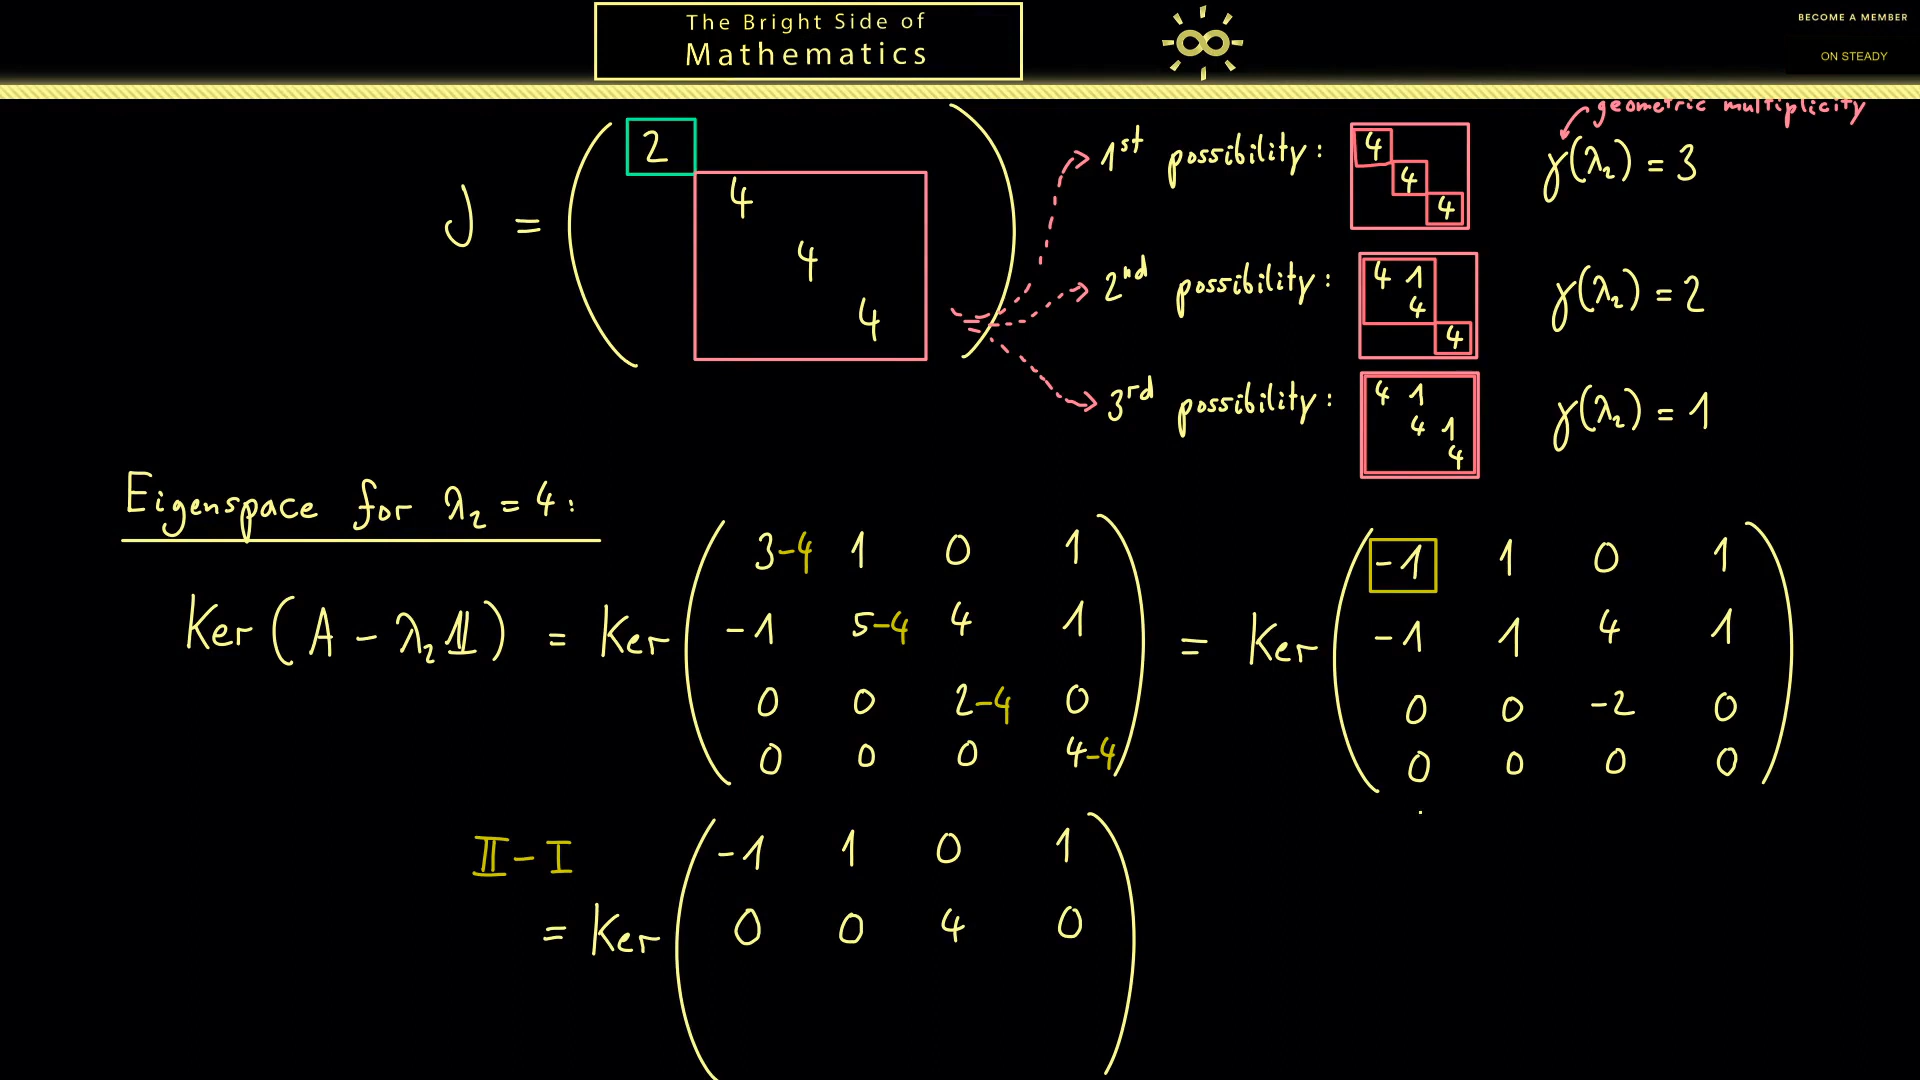 The Bright Side of
Mathematics
BECOME A MEMBER
ON STEADY
geometric multiplicity
J = ( 2 4 4 4 )
1st possibility: 4 4 4 γ(λ₂) = 3
2nd possibility: 4 1 4 4 γ(λ₂) = 2
3rd possibility: 4 1 4 1 4 γ(λ₂) = 1
Eigenspace for λ₂ = 4:
Ker(A - λ₂𝟙) = Ker
3-4 1 0 1
-1 5-4 4 1
0 0 2-4 0
0 0 0 4-4
= Ker
-1 1 0 1
-1 1 4 1
0 0 -2 0
0 0 0 0
II - I
= Ker
-1 1 0 1
0 0 4 0